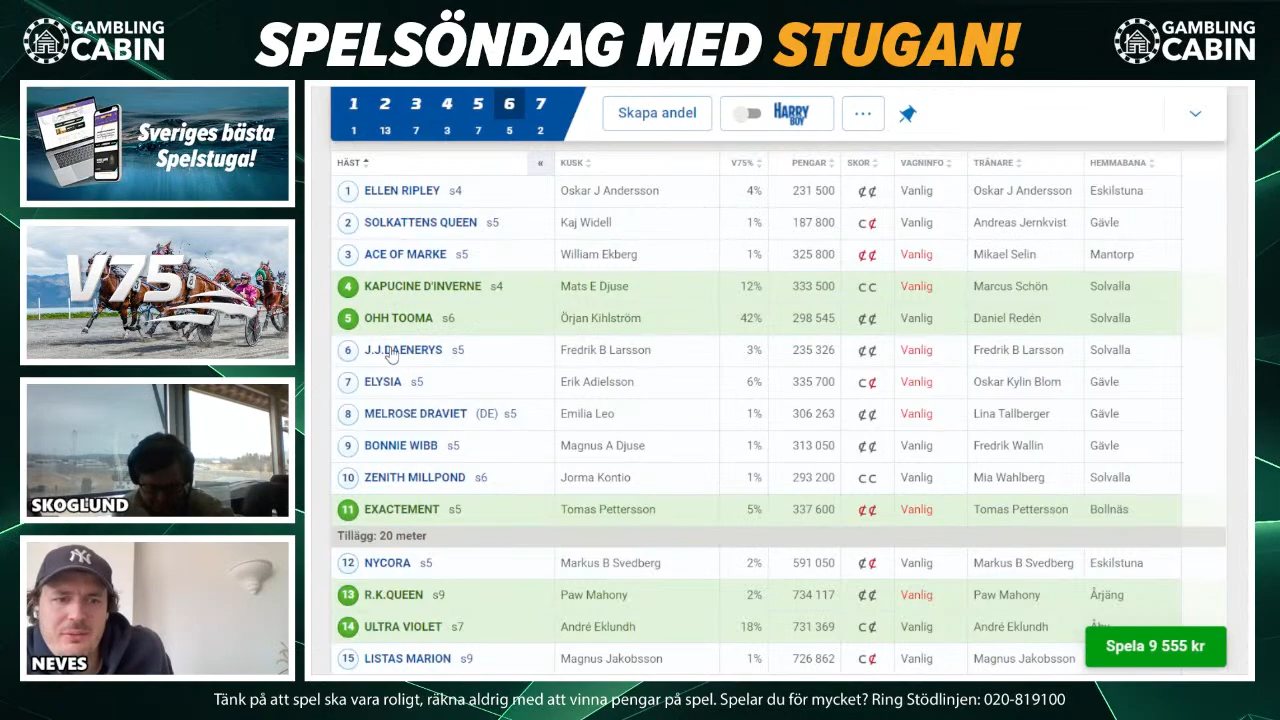 GAMBLING CABIN
SPELSÖNDAG MED STUGAN!
GAMBLING CABIN
Sveriges bästa
Spelstuga!
V75
SKOGLUND
NEVES
1 2 3 4 5 6 7
1 13 7 3 7 5 2
Skapa andel
HARRY BOY
...
HÄST « KUSK V75% PENGAR SKOR VAGNINFO TRÄNARE HEMMABANA
1 ELLEN RIPLEY s4 Oskar J Andersson 4% 231 500 ¢ ¢ Vanlig Oskar J Andersson Eskilstuna
2 SOLKATTENS QUEEN s5 Kaj Widell 1% 187 800 C ¢ Vanlig Andreas Jernkvist Gävle
3 ACE OF MARKE s5 William Ekberg 1% 325 800 ¢ ¢ Vanlig Mikael Selin Mantorp
4 KAPUCINE D'INVERNE s4 Mats E Djuse 12% 333 500 C C Vanlig Marcus Schön Solvalla
5 OHH TOOMA s6 Örjan Kihlström 42% 298 545 ¢ ¢ Vanlig Daniel Redén Solvalla
6 J.J.DAENERYS s5 Fredrik B Larsson 3% 235 326 ¢ ¢ Vanlig Fredrik B Larsson Solvalla
7 ELYSIA s5 Erik Adielsson 6% 335 700 C ¢ Vanlig Oskar Kylin Blom Gävle
8 MELROSE DRAVIET (DE) s5 Emilia Leo 1% 306 263 ¢ ¢ Vanlig Lina Tallberger Gävle
9 BONNIE WIBB s5 Magnus A Djuse 1% 313 050 ¢ ¢ Vanlig Fredrik Wallin Gävle
10 ZENITH MILLPOND s6 Jorma Kontio 1% 293 200 C C Vanlig Mia Wahlberg Solvalla
11 EXACTEMENT s5 Tomas Pettersson 5% 337 600 ¢ ¢ Vanlig Tomas Pettersson Bollnäs
Tillägg: 20 meter
12 NYCORA s5 Markus B Svedberg 2% 591 050 ¢ ¢ Vanlig Markus B Svedberg Eskilstuna
13 R.K.QUEEN s9 Paw Mahony 2% 734 117 ¢ ¢ Vanlig Paw Mahony Årjäng
14 ULTRA VIOLET s7 André Eklundh 18% 731 369 C ¢ Vanlig André Eklundh Åby
15 LISTAS MARION s9 Magnus Jakobsson 1% 726 862 C ¢ Vanlig Magnus Jakobsson
Spela 9 555 kr
Tänk på att spel ska vara roligt, räkna aldrig med att vinna pengar på spel. Spelar du för mycket? Ring Stödlinjen: 020-819100